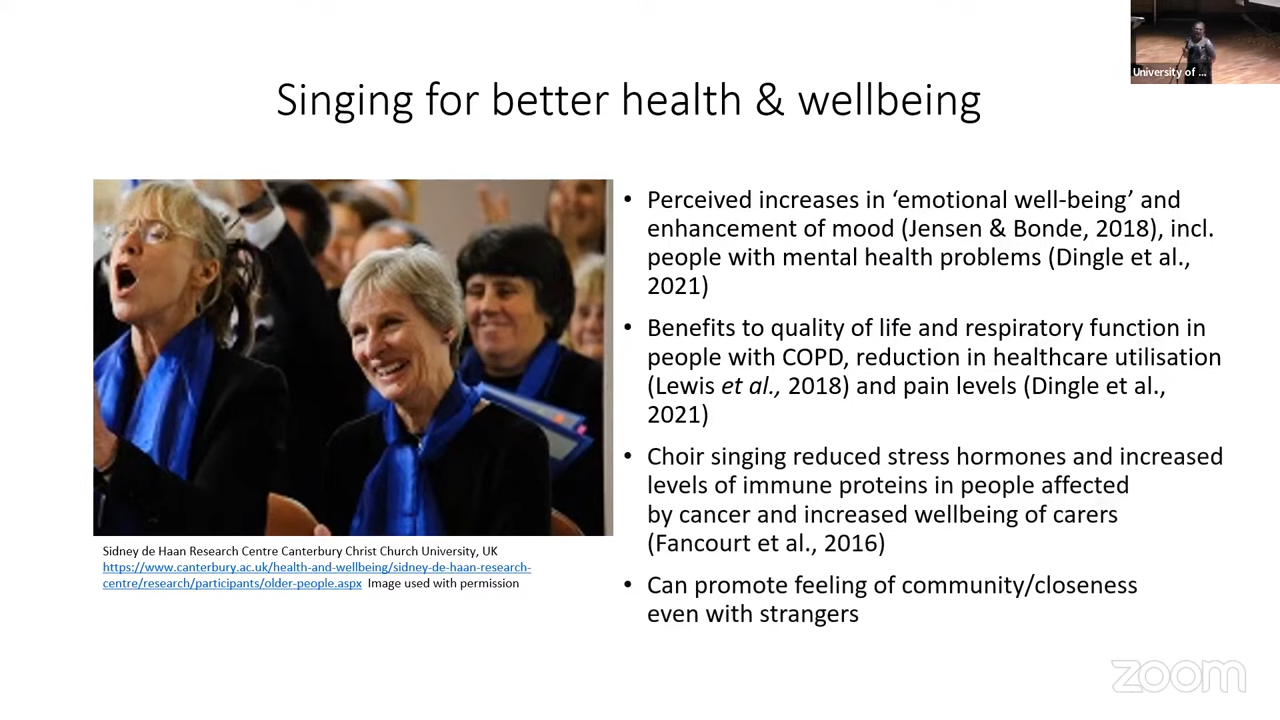 University of ...
Singing for better health & wellbeing
• Perceived increases in ‘emotional well-being’ and
enhancement of mood (Jensen & Bonde, 2018), incl.
people with mental health problems (Dingle et al.,
2021)
• Benefits to quality of life and respiratory function in
people with COPD, reduction in healthcare utilisation
(Lewis et al., 2018) and pain levels (Dingle et al.,
2021)
• Choir singing reduced stress hormones and increased
levels of immune proteins in people affected
by cancer and increased wellbeing of carers
(Fancourt et al., 2016)
• Can promote feeling of community/closeness
even with strangers
Sidney de Haan Research Centre Canterbury Christ Church University, UK
https://www.canterbury.ac.uk/health-and-wellbeing/sidney-de-haan-research-
centre/research/participants/older-people.aspx Image used with permission
zoom